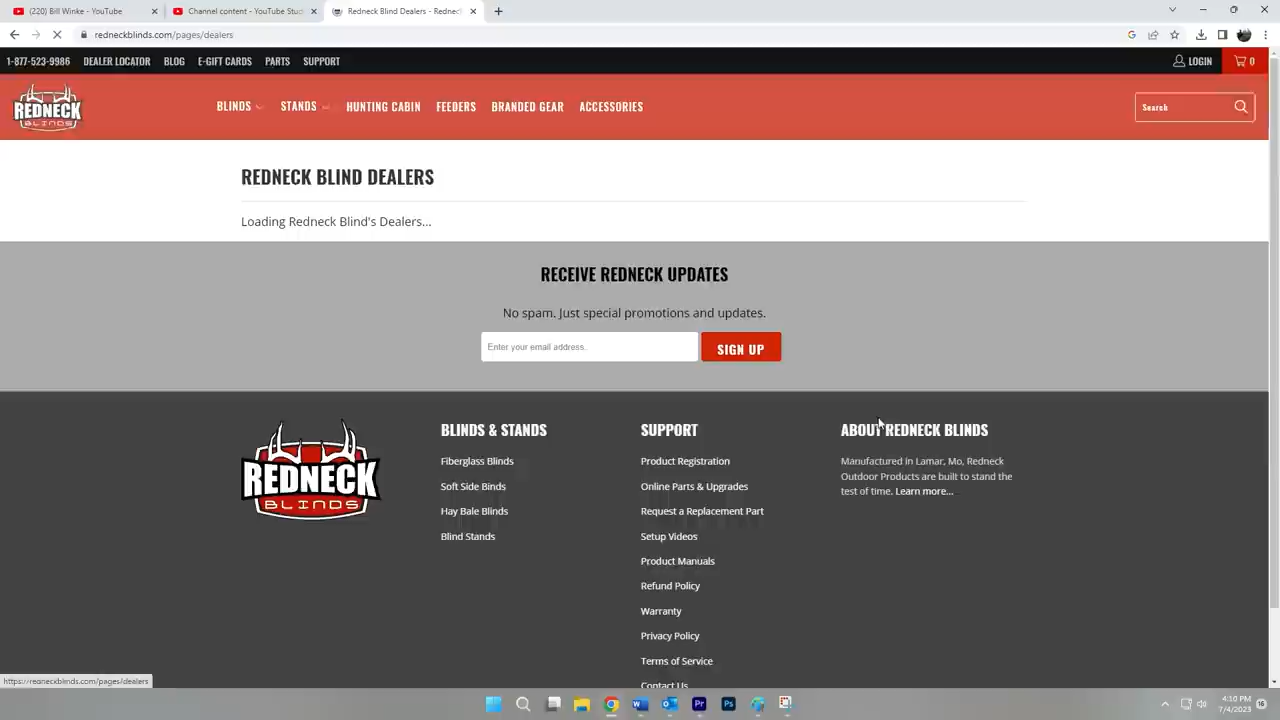 (220) Bill Winke - YouTube
Channel content - YouTube Stud
Redneck Blind Dealers - Redneck
redneckblinds.com/pages/dealers
1-877-523-9986 DEALER LOCATOR BLOG E-GIFT CARDS PARTS SUPPORT LOGIN 0
REDNECK BLINDS
BLINDS STANDS HUNTING CABIN FEEDERS BRANDED GEAR ACCESSORIES
Search
REDNECK BLIND DEALERS
Loading Redneck Blind's Dealers...
RECEIVE REDNECK UPDATES
No spam. Just special promotions and updates.
Enter your email address..
SIGN UP
REDNECK
BLINDS
BLINDS & STANDS
Fiberglass Blinds
Soft Side Binds
Hay Bale Blinds
Blind Stands
SUPPORT
Product Registration
Online Parts & Upgrades
Request a Replacement Part
Setup Videos
Product Manuals
Refund Policy
Warranty
Privacy Policy
Terms of Service
Contact Us
ABOUT REDNECK BLINDS
Manufactured in Lamar, Mo, Redneck
Outdoor Products are built to stand the
test of time. Learn more...
https://redneckblinds.com/pages/dealers
4:10 PM
7/4/2023